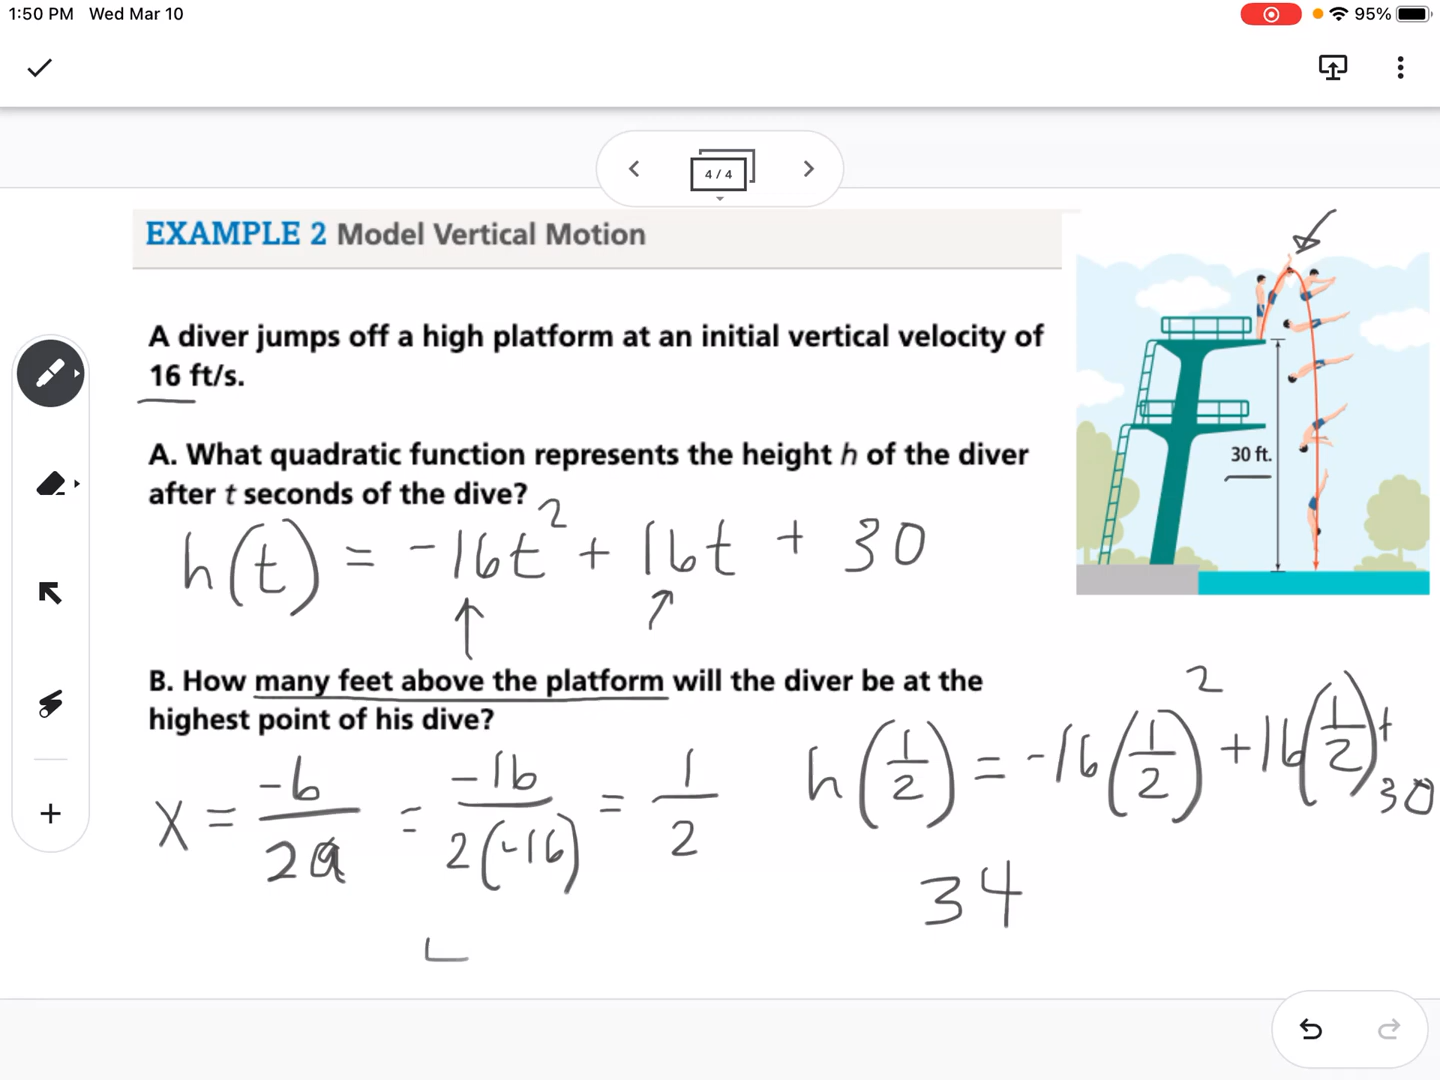 1:50 PM Wed Mar 10 95%
4 / 4
EXAMPLE 2 Model Vertical Motion
A diver jumps off a high platform at an initial vertical velocity of
16 ft/s.
A. What quadratic function represents the height h of the diver
after t seconds of the dive?
30 ft.
h(t) = -16t² + 16t + 30
B. How many feet above the platform will the diver be at the
highest point of his dive?
x = -b/2a = -16/2(-16) = 1/2
h(1/2) = -16(1/2)² + 16(1/2) + 30
34